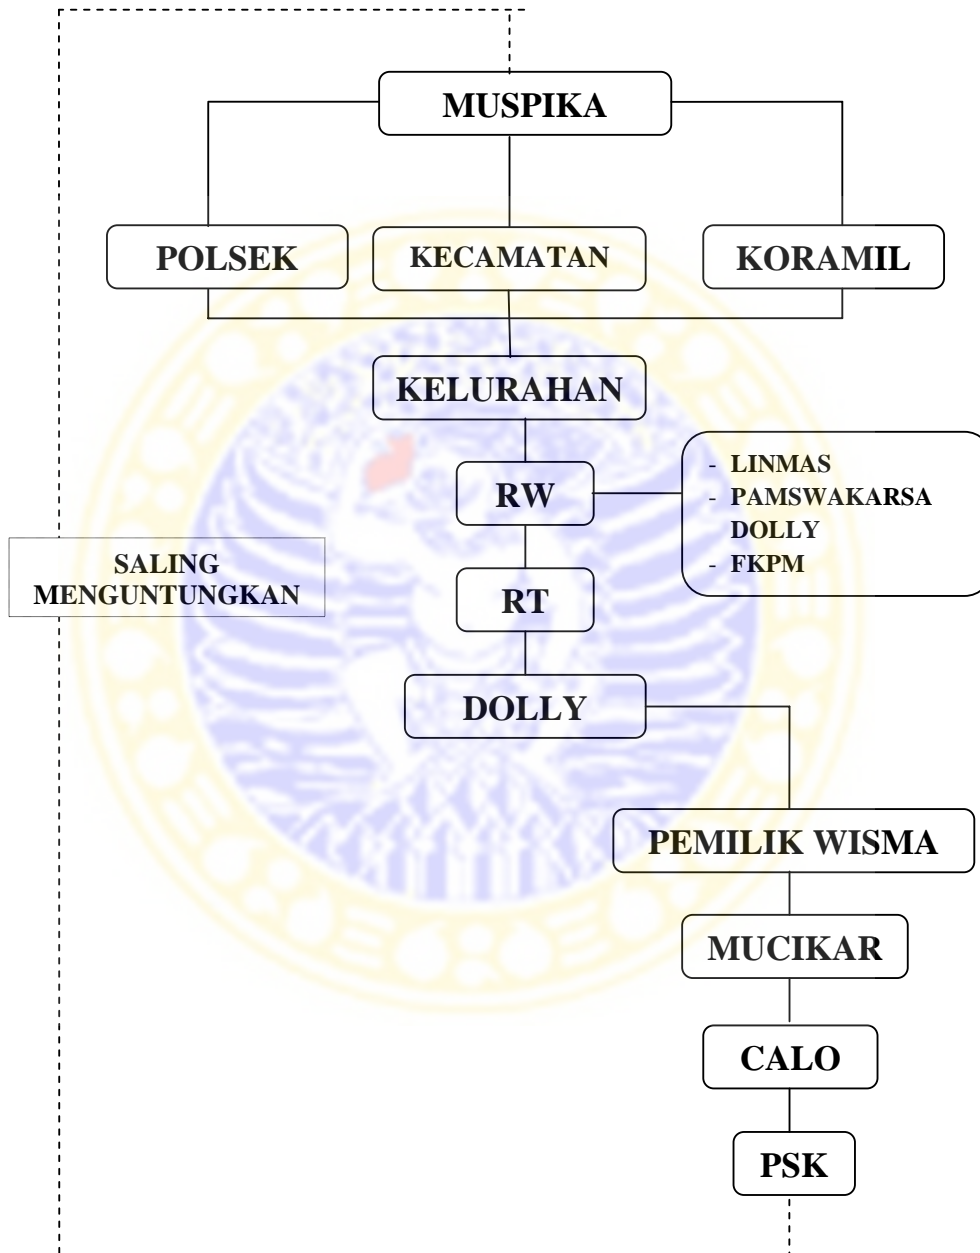 MUSPIKA
POLSEK
KECAMATAN
KORAMIL
KELURAHAN
RW
- LINMAS
- PAMSWAKARSA
DOLLY
- FKPM
SALING
MENGUNTUNGKAN
RT
DOLLY
PEMILIK WISMA
MUCIKAR
CALO
PSK